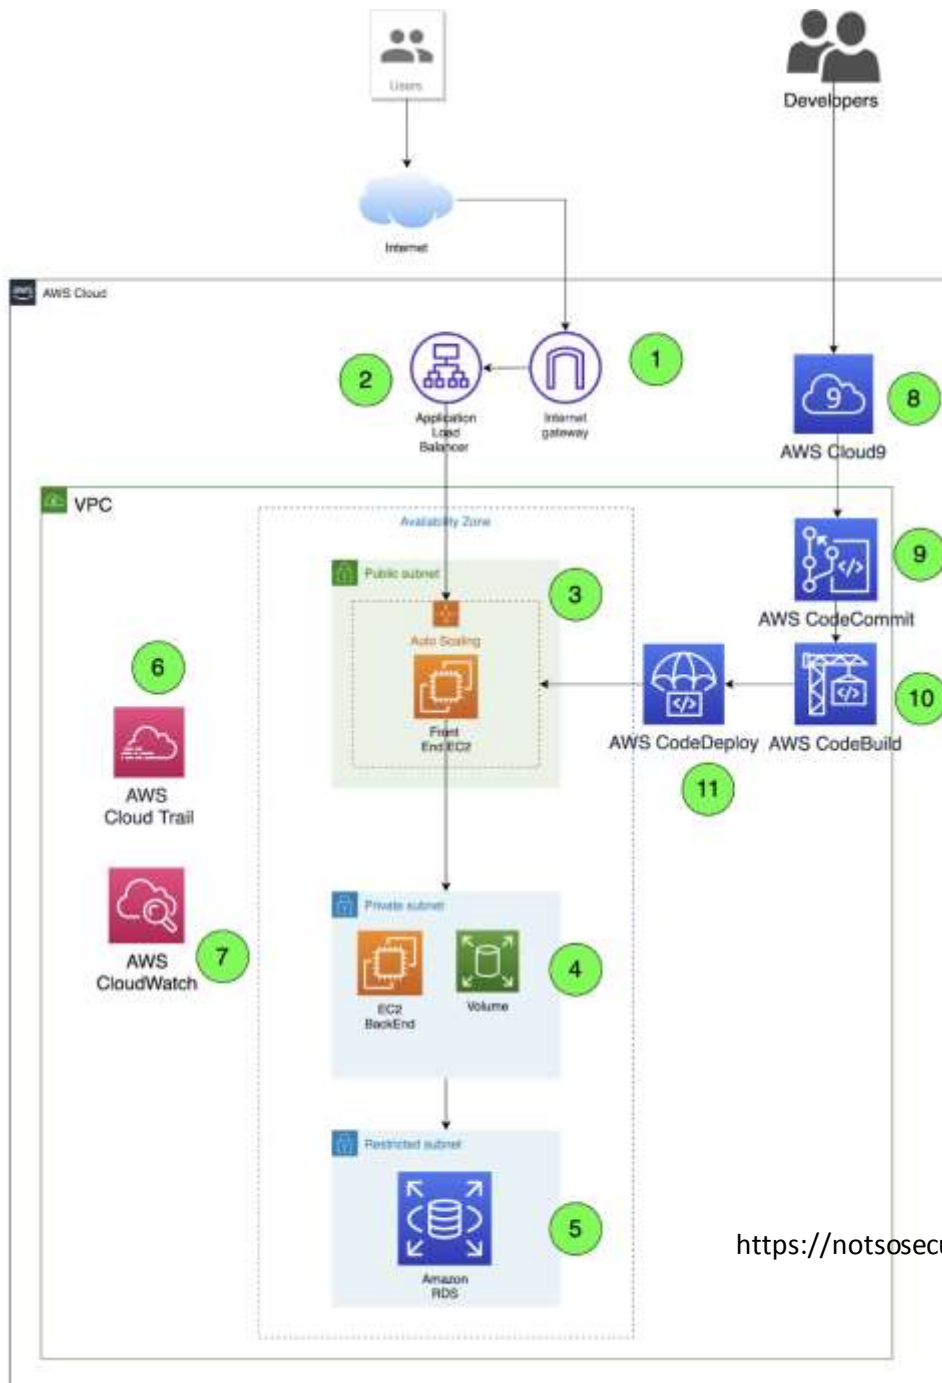 Users
Developers
Internet
aws
AWS Cloud
1
2
Application
Load
Balancer
Internet
gateway
9
8
AWS Cloud9
VPC
Availability Zone
Public subnet
3
9
AWS CodeCommit
Auto Scaling
6
Front
End EC2
10
AWS CodeDeploy
AWS CodeBuild
11
AWS
Cloud Trail
Private subnet
7
AWS
CloudWatch
4
EC2
BackEnd
Volume
Restricted subnet
5
Amazon
RDS
https://notsosecu